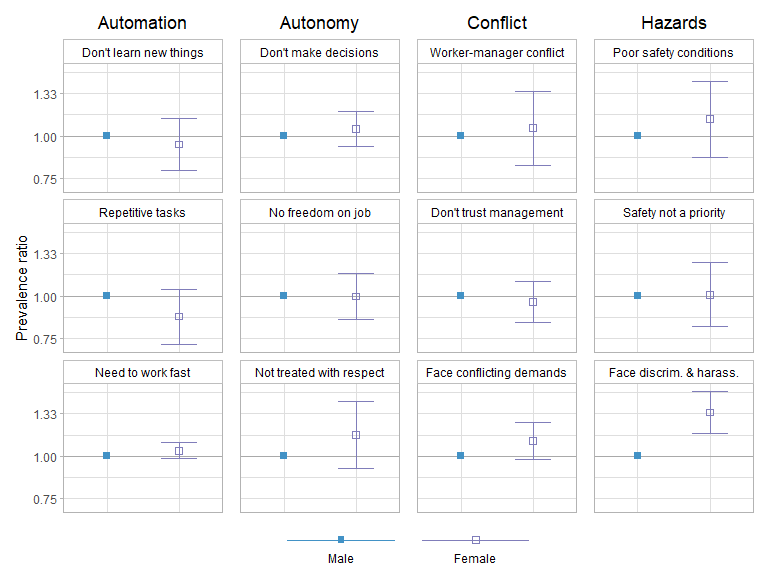 Automation Autonomy Conflict Hazards
Don't learn new things Don't make decisions Worker-manager conflict Poor safety conditions
1.33
1.00
0.75
Repetitive tasks No freedom on job Don't trust management Safety not a priority
Prevalence ratio
1.33
1.00
0.75
Need to work fast Not treated with respect Face conflicting demands Face discrim. & harass.
1.33
1.00
0.75
Male Female